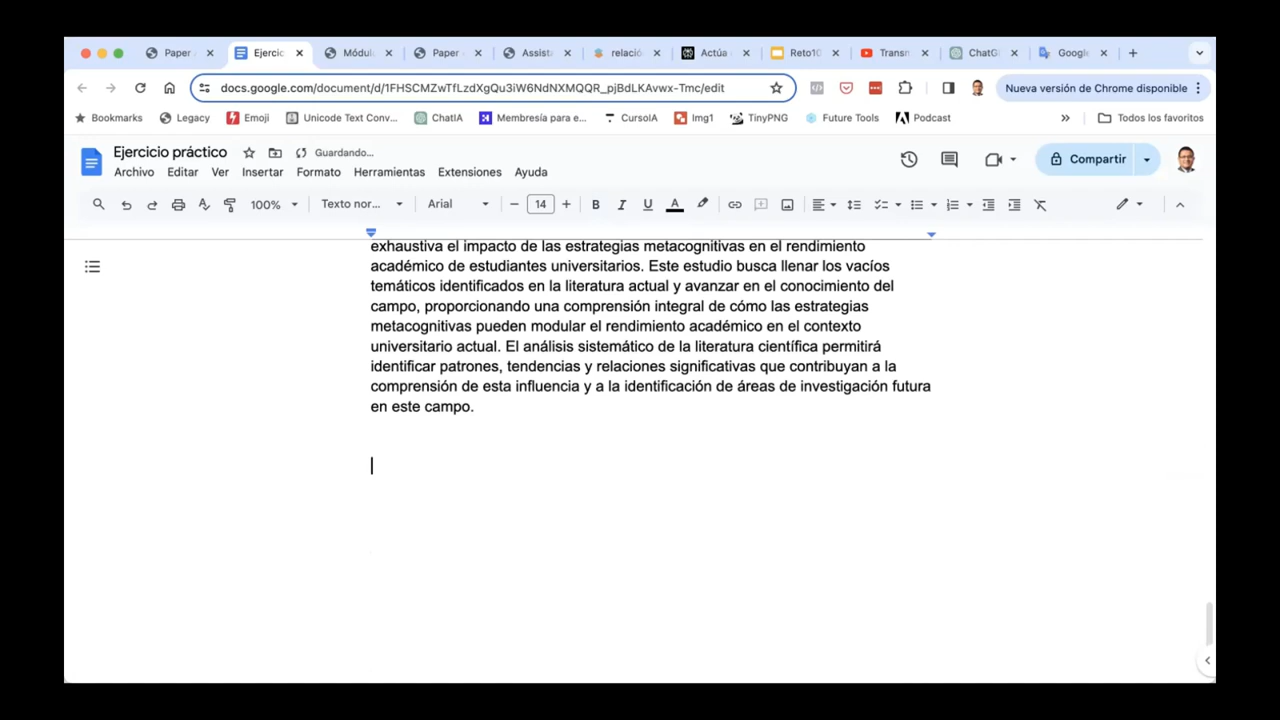 Paper
Ejercic
Módul
Paper
Assista
relació
Actúa
Reto10
Transn
ChatG
Google
docs.google.com/document/d/1FHSCMZwTfLzdXgQu3iW6NdNXMQQR_pjBdLKAvwx-Tmc/edit
Nueva versión de Chrome disponible
Bookmarks
Legacy
Emoji
Unicode Text Conv...
ChatIA
Membresía para e...
CursoIA
Img1
TinyPNG
Future Tools
Podcast
Todos los favoritos
Ejercicio práctico
Guardando...
Archivo Editar Ver Insertar Formato Herramientas Extensiones Ayuda
Compartir
100% Texto nor... Arial 14 B I U A
exhaustiva el impacto de las estrategias metacognitivas en el rendimiento
académico de estudiantes universitarios. Este estudio busca llenar los vacíos
temáticos identificados en la literatura actual y avanzar en el conocimiento del
campo, proporcionando una comprensión integral de cómo las estrategias
metacognitivas pueden modular el rendimiento académico en el contexto
universitario actual. El análisis sistemático de la literatura científica permitirá
identificar patrones, tendencias y relaciones significativas que contribuyan a la
comprensión de esta influencia y a la identificación de áreas de investigación futura
en este campo.